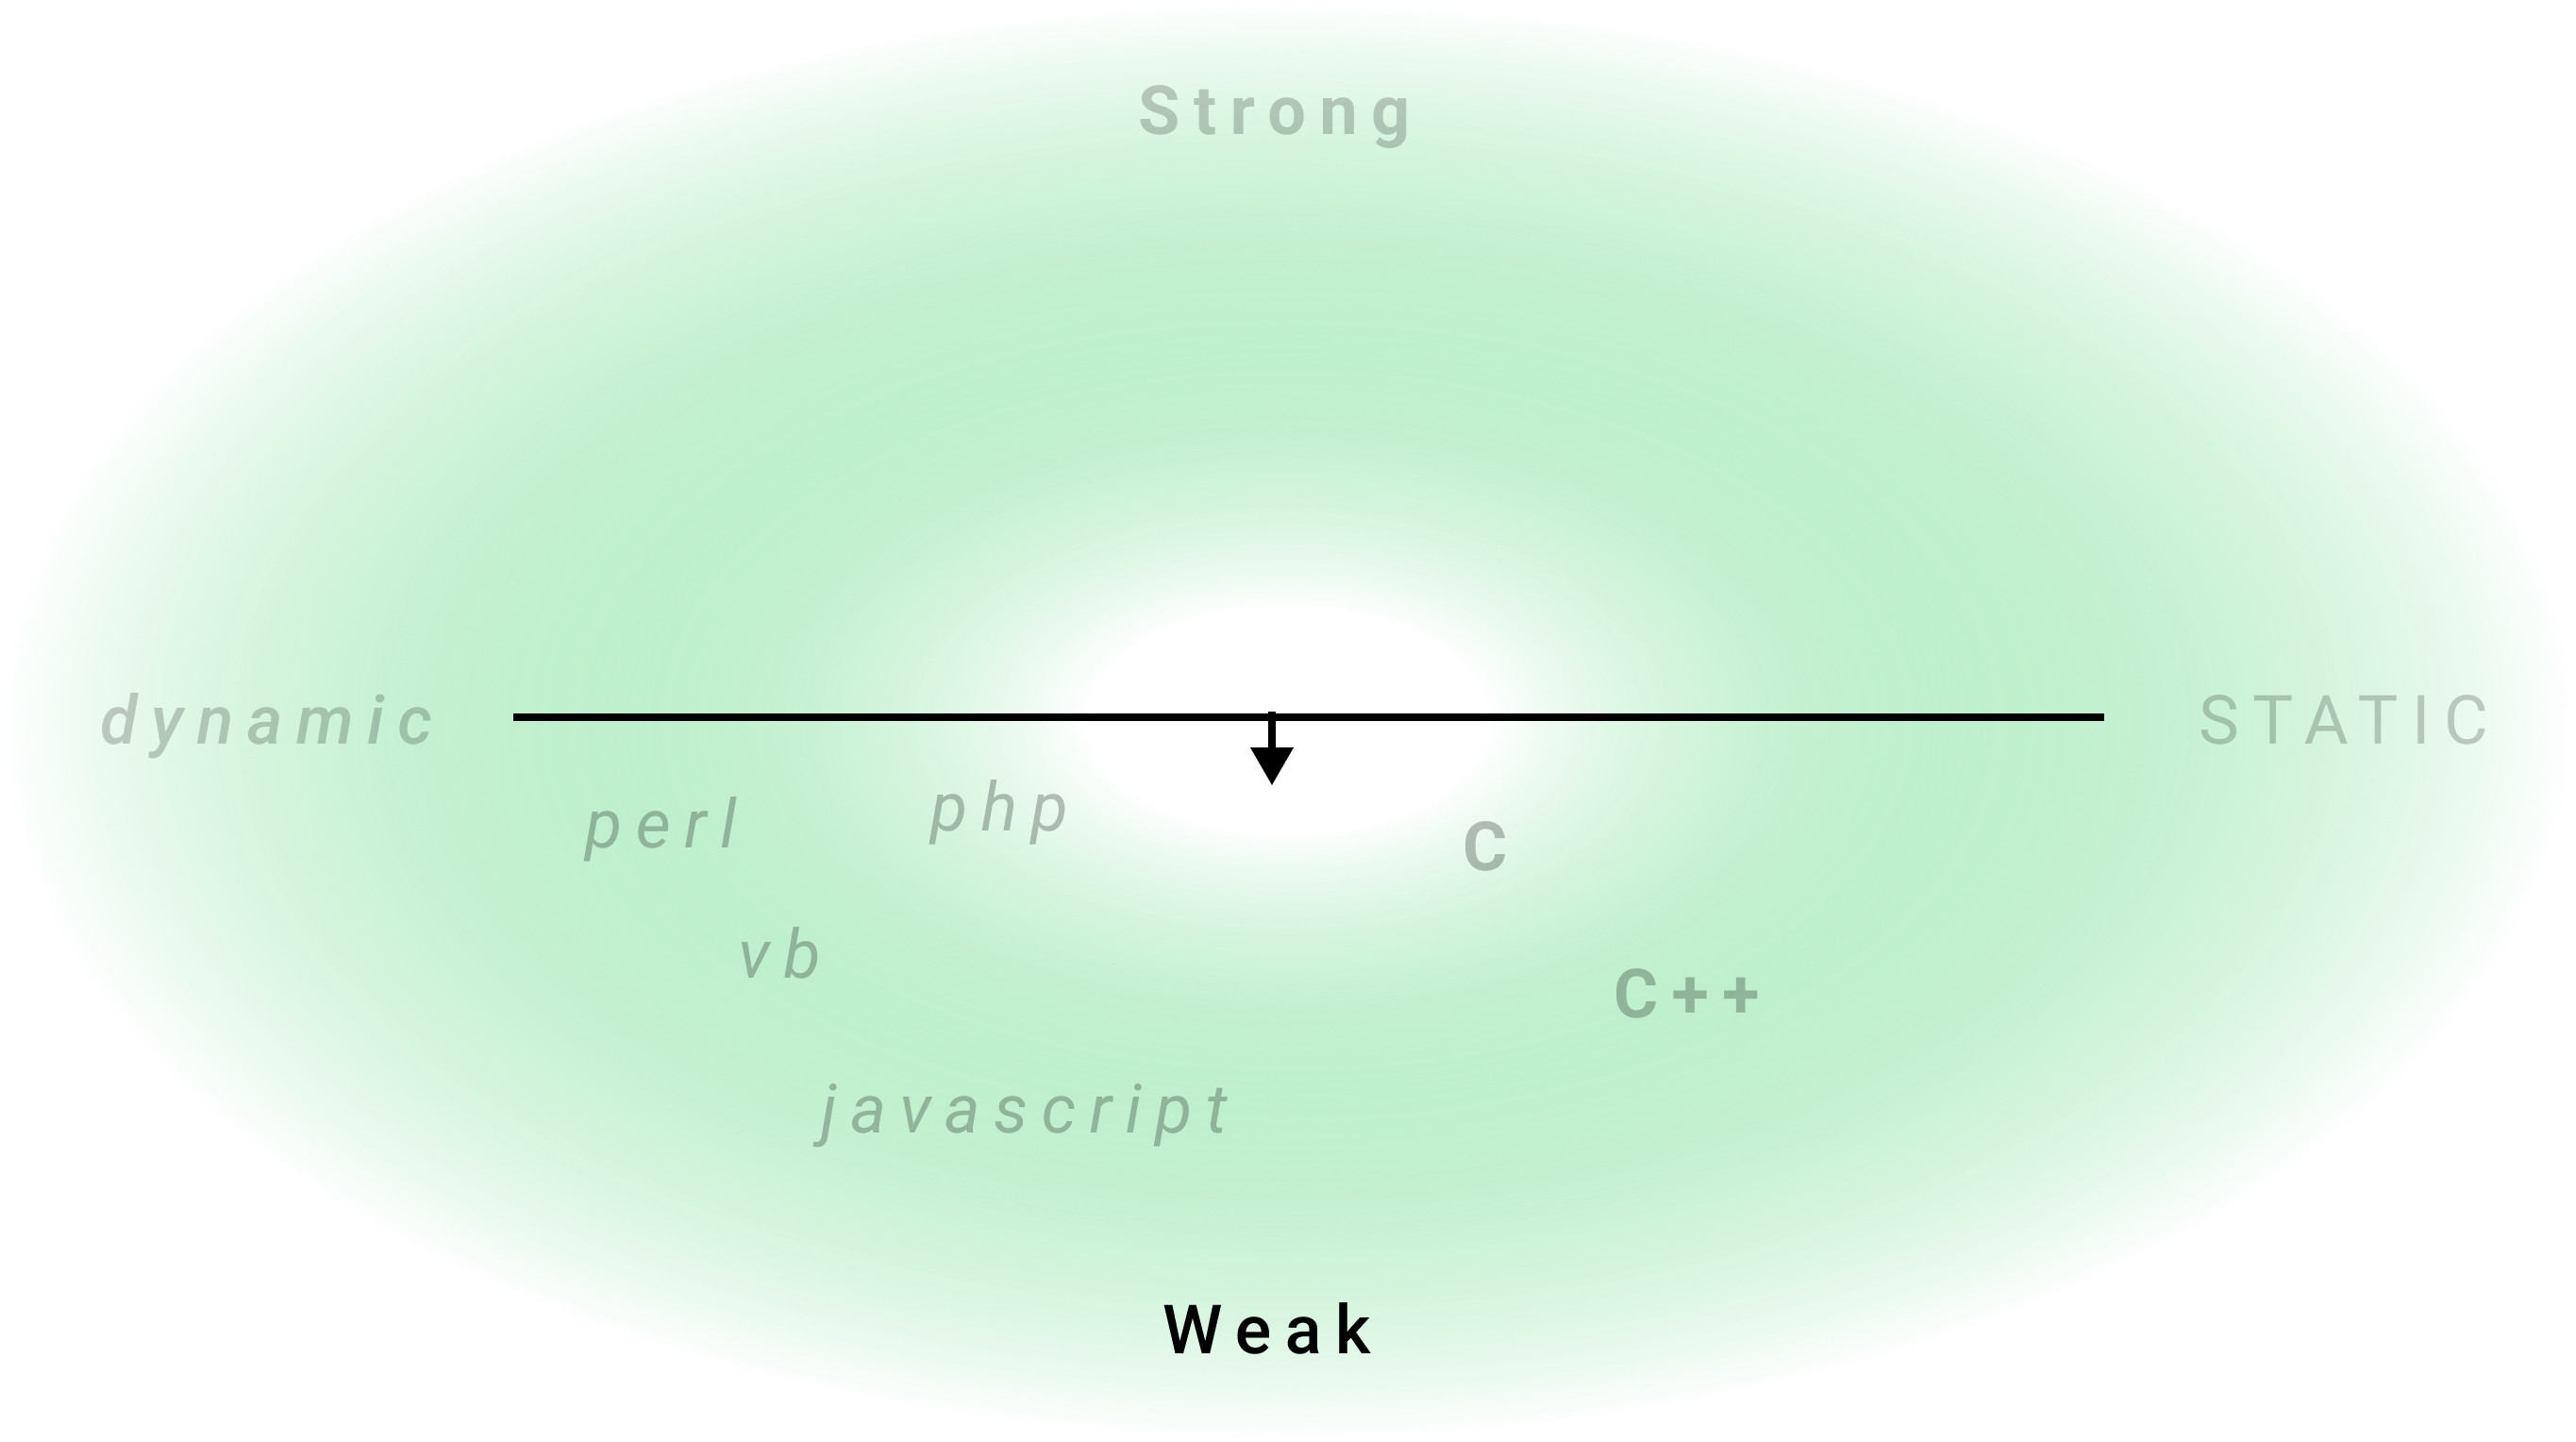 Strong
dynamic
STATIC
perl
php
C
vb
C++
javascript
Weak